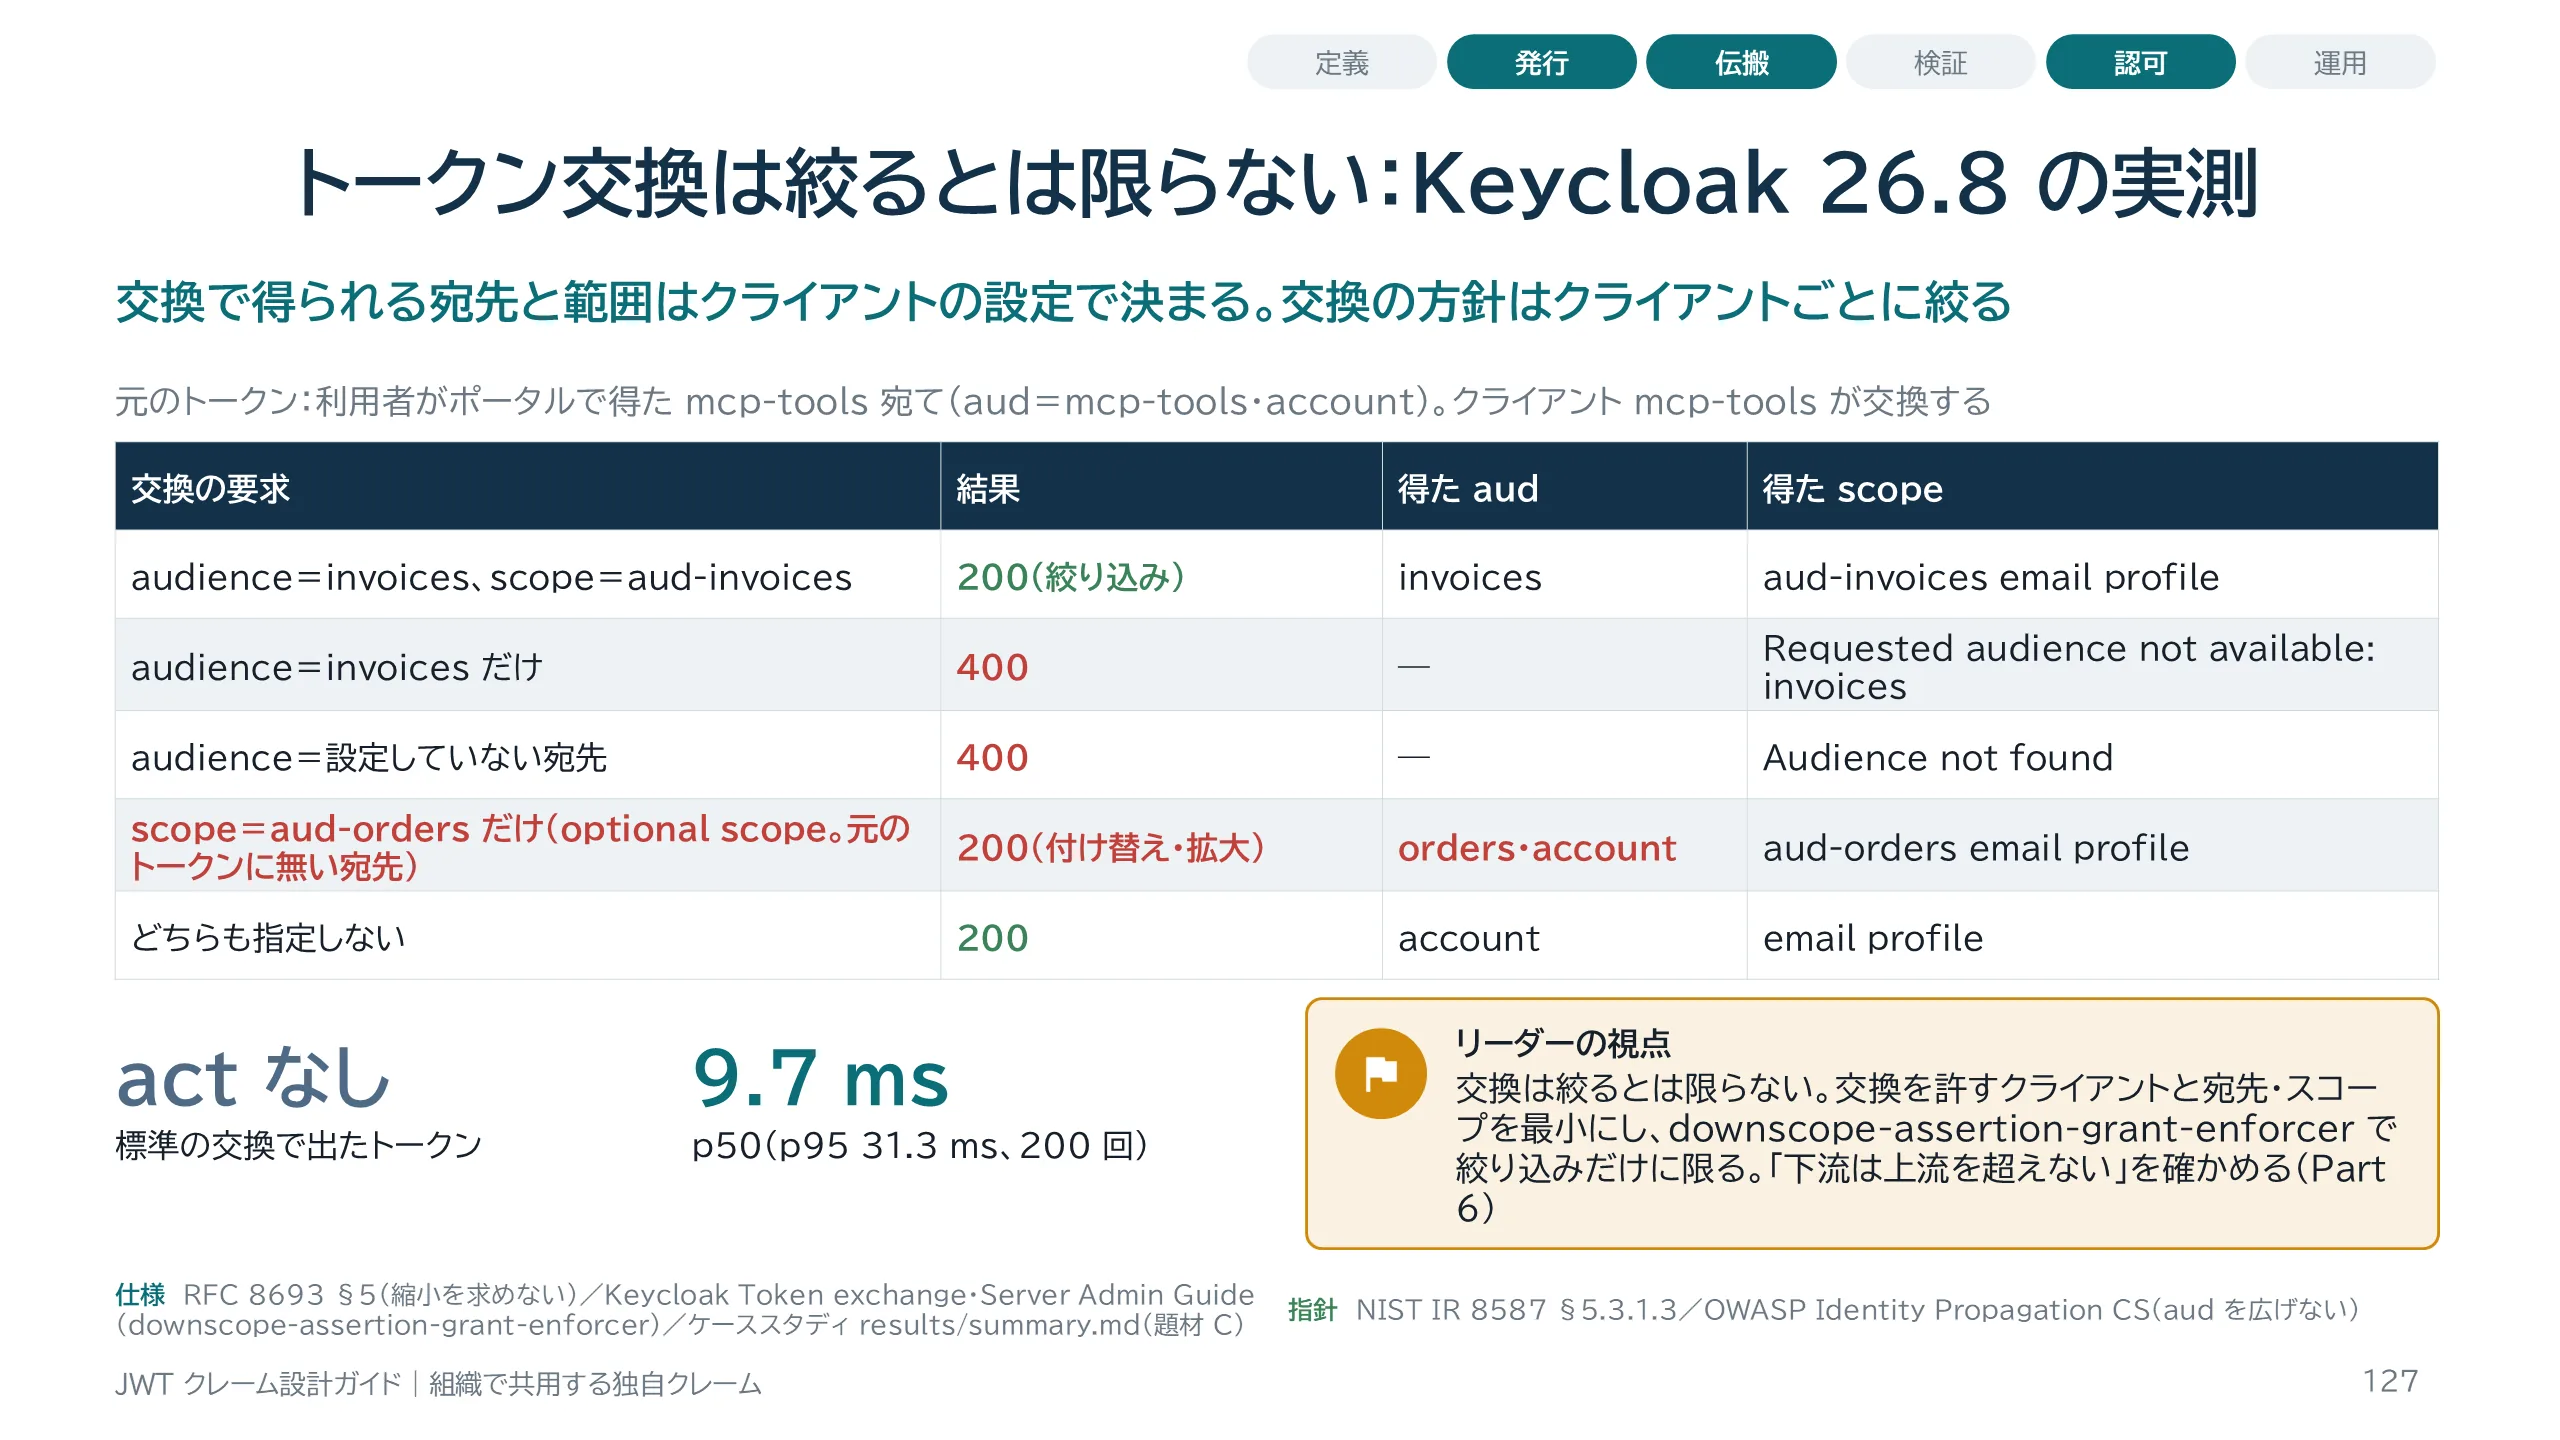 定義 発行 伝搬 検証 認可 運用
トークン交換は絞るとは限らない：Keycloak 26.8 の実測
交換で得られる宛先と範囲はクライアントの設定で決まる。交換の方針はクライアントごとに絞る
元のトークン：利用者がポータルで得た mcp-tools 宛て（aud＝mcp-tools・account）。クライアント mcp-tools が交換する
交換の要求 結果 得た aud 得た scope
audience＝invoices、scope＝aud-invoices 200（絞り込み） invoices aud-invoices email profile
audience＝invoices だけ 400 — Requested audience not available:
invoices
audience＝設定していない宛先 400 — Audience not found
scope＝aud-orders だけ（optional scope。元の
トークンに無い宛先） 200（付け替え・拡大） orders・account aud-orders email profile
どちらも指定しない 200 account email profile
act なし
標準の交換で出たトークン
9.7 ms
p50（p95 31.3 ms、200 回）
リーダーの視点
交換は絞るとは限らない。交換を許すクライアントと宛先・スコー
プを最小にし、downscope-assertion-grant-enforcer で
絞り込みだけに限る。「下流は上流を超えない」を確かめる（Part
6）
仕様 RFC 8693 §5（縮小を求めない）／Keycloak Token exchange・Server Admin Guide
（downscope-assertion-grant-enforcer）／ケーススタディ results/summary.md（題材 C）
指針 NIST IR 8587 §5.3.1.3／OWASP Identity Propagation CS（aud を広げない）
JWT クレーム設計ガイド｜組織で共用する独自クレーム
127